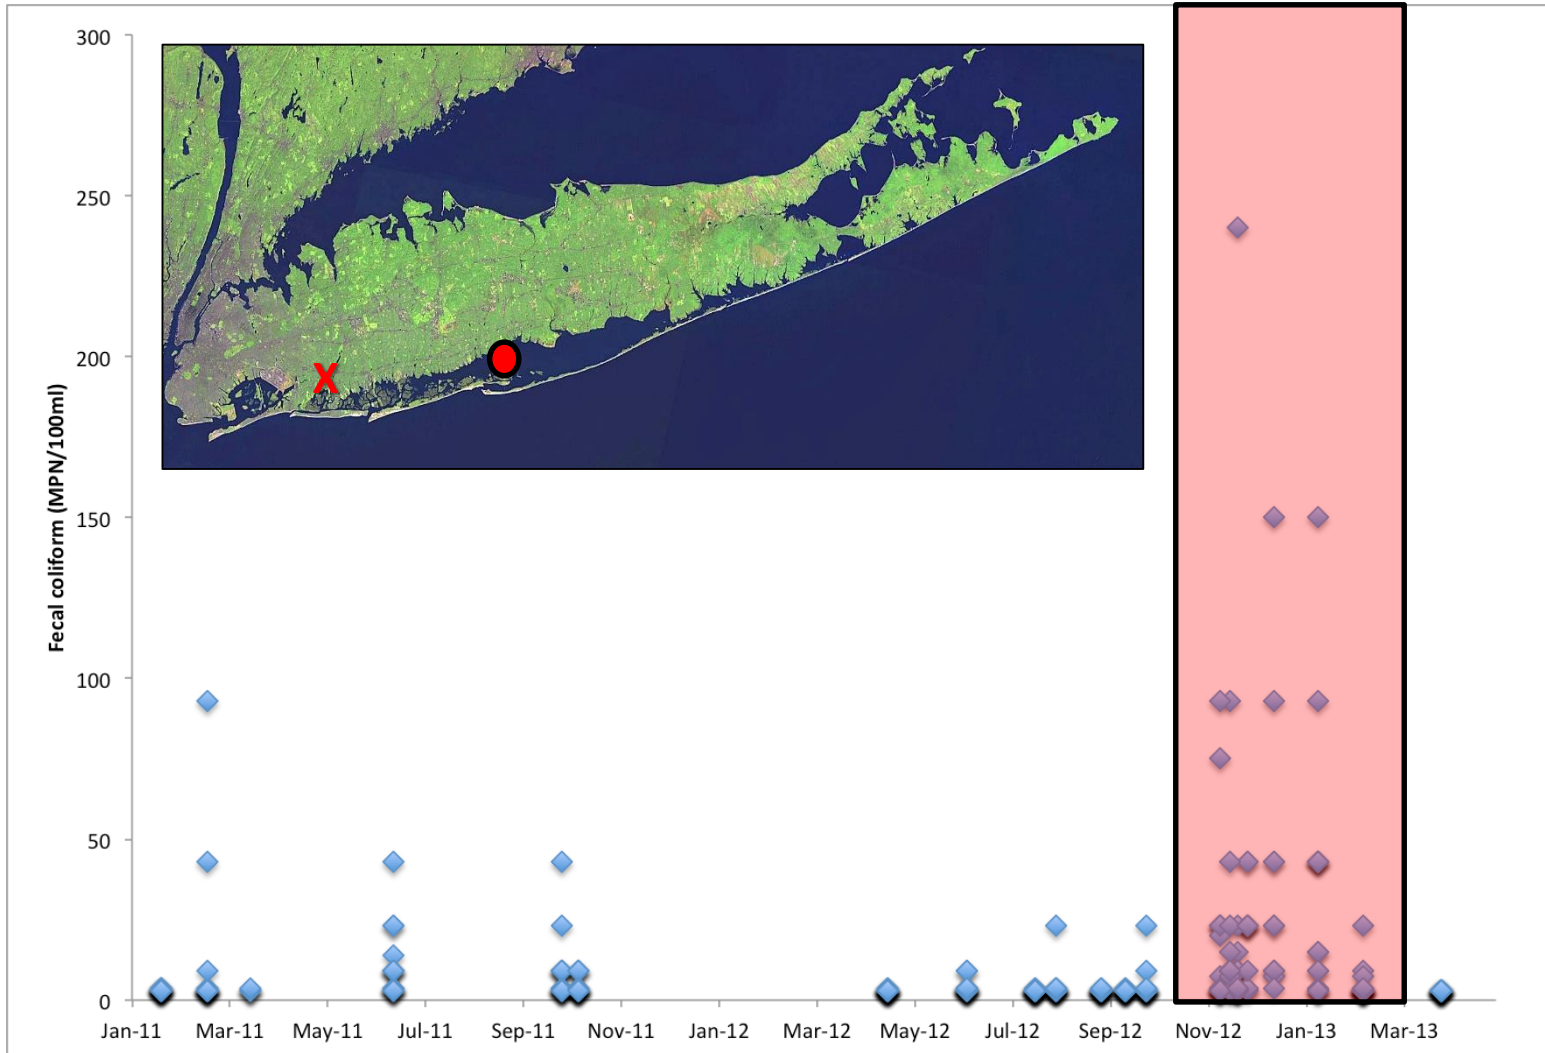 300
250
200
150
100
50
0
Fecal coliform (MPN/100ml)
X
Jan-11 Mar-11 May-11 Jul-11 Sep-11 Nov-11 Jan-12 Mar-12 May-12 Jul-12 Sep-12 Nov-12 Jan-13 Mar-13